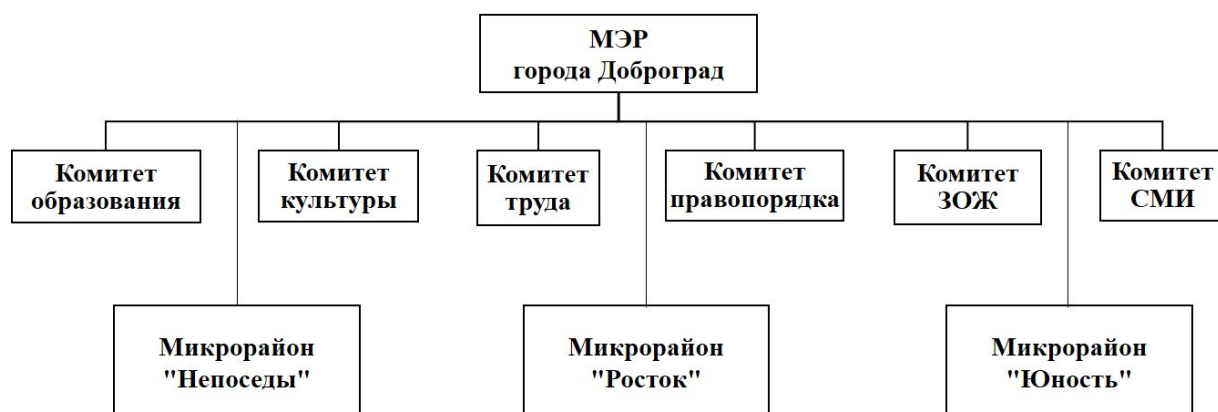 МЭР
города Доброград
Комитет
образования
Комитет
культуры
Комитет
труда
Комитет
правопорядка
Комитет
ЗОЖ
Комитет
СМИ
Микрорайон
"Непоседы"
Микрорайон
"Росток"
Микрорайон
"Юность"